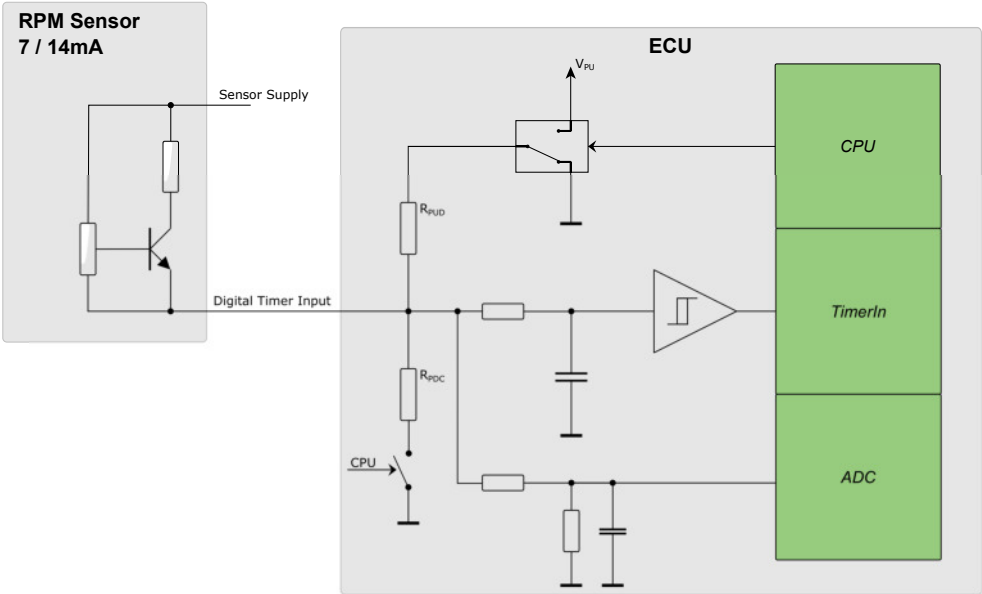 RPM Sensor
7 / 14mA
ECU
V_PU
Sensor Supply
CPU
R_PUD
Digital Timer Input
TimerIn
R_PDC
CPU
ADC